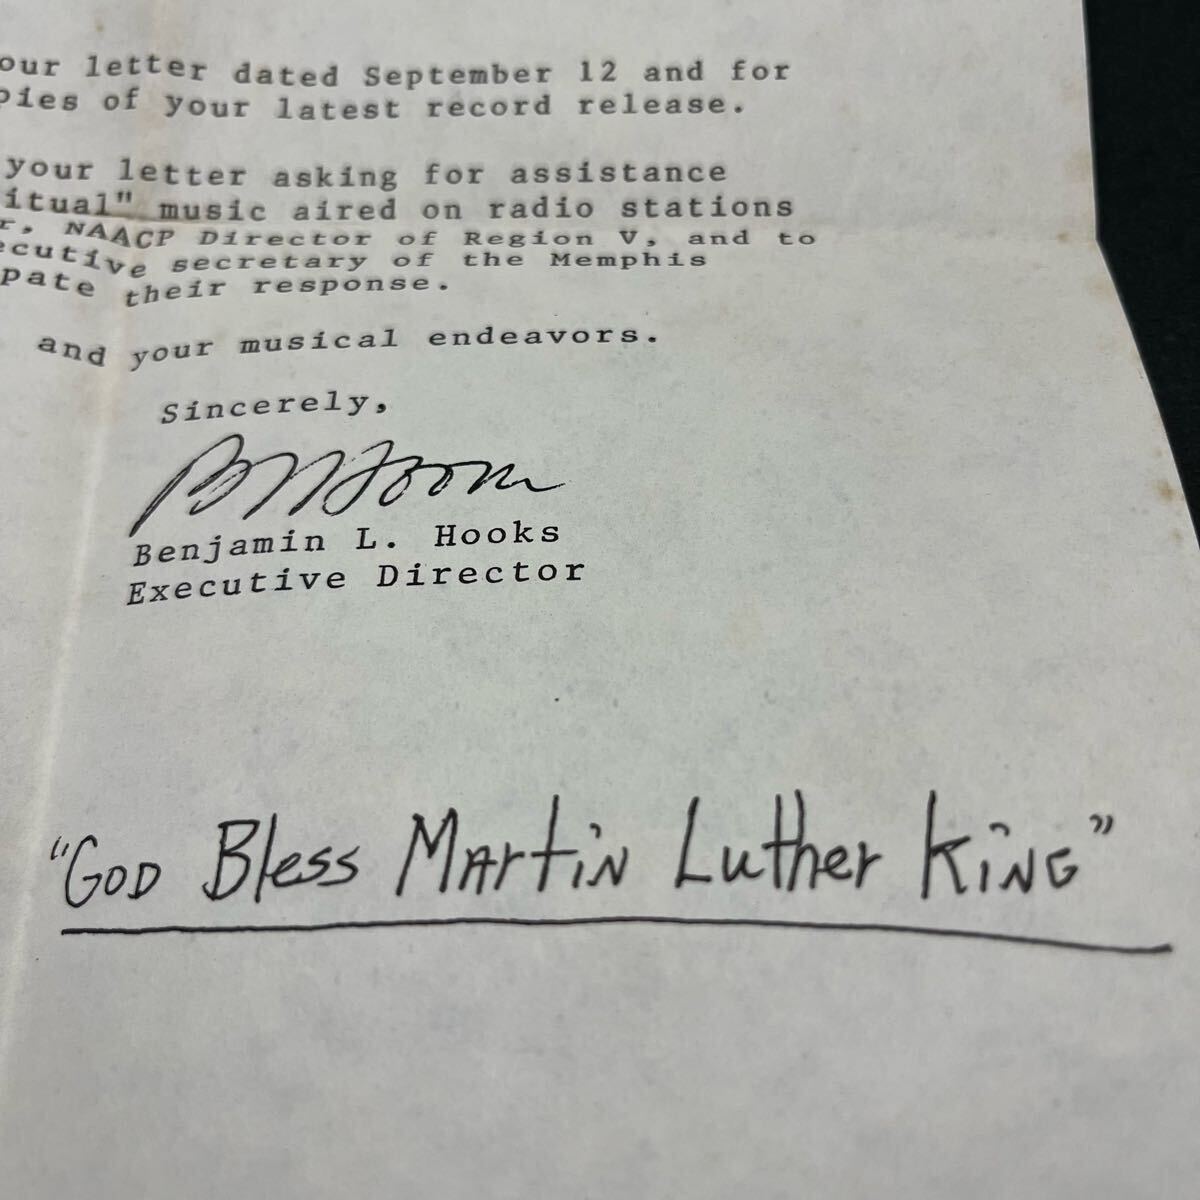 our letter dated September 12 and for
pies of your latest record release.
your letter asking for assistance
itual" music aired on radio stations
r, NAACP Director of Region V, and to
ecutive secretary of the Memphis
pate their response.
and your musical endeavors.
Sincerely,
Benjamin L. Hooks
Executive Director
"God Bless Martin Luther King"